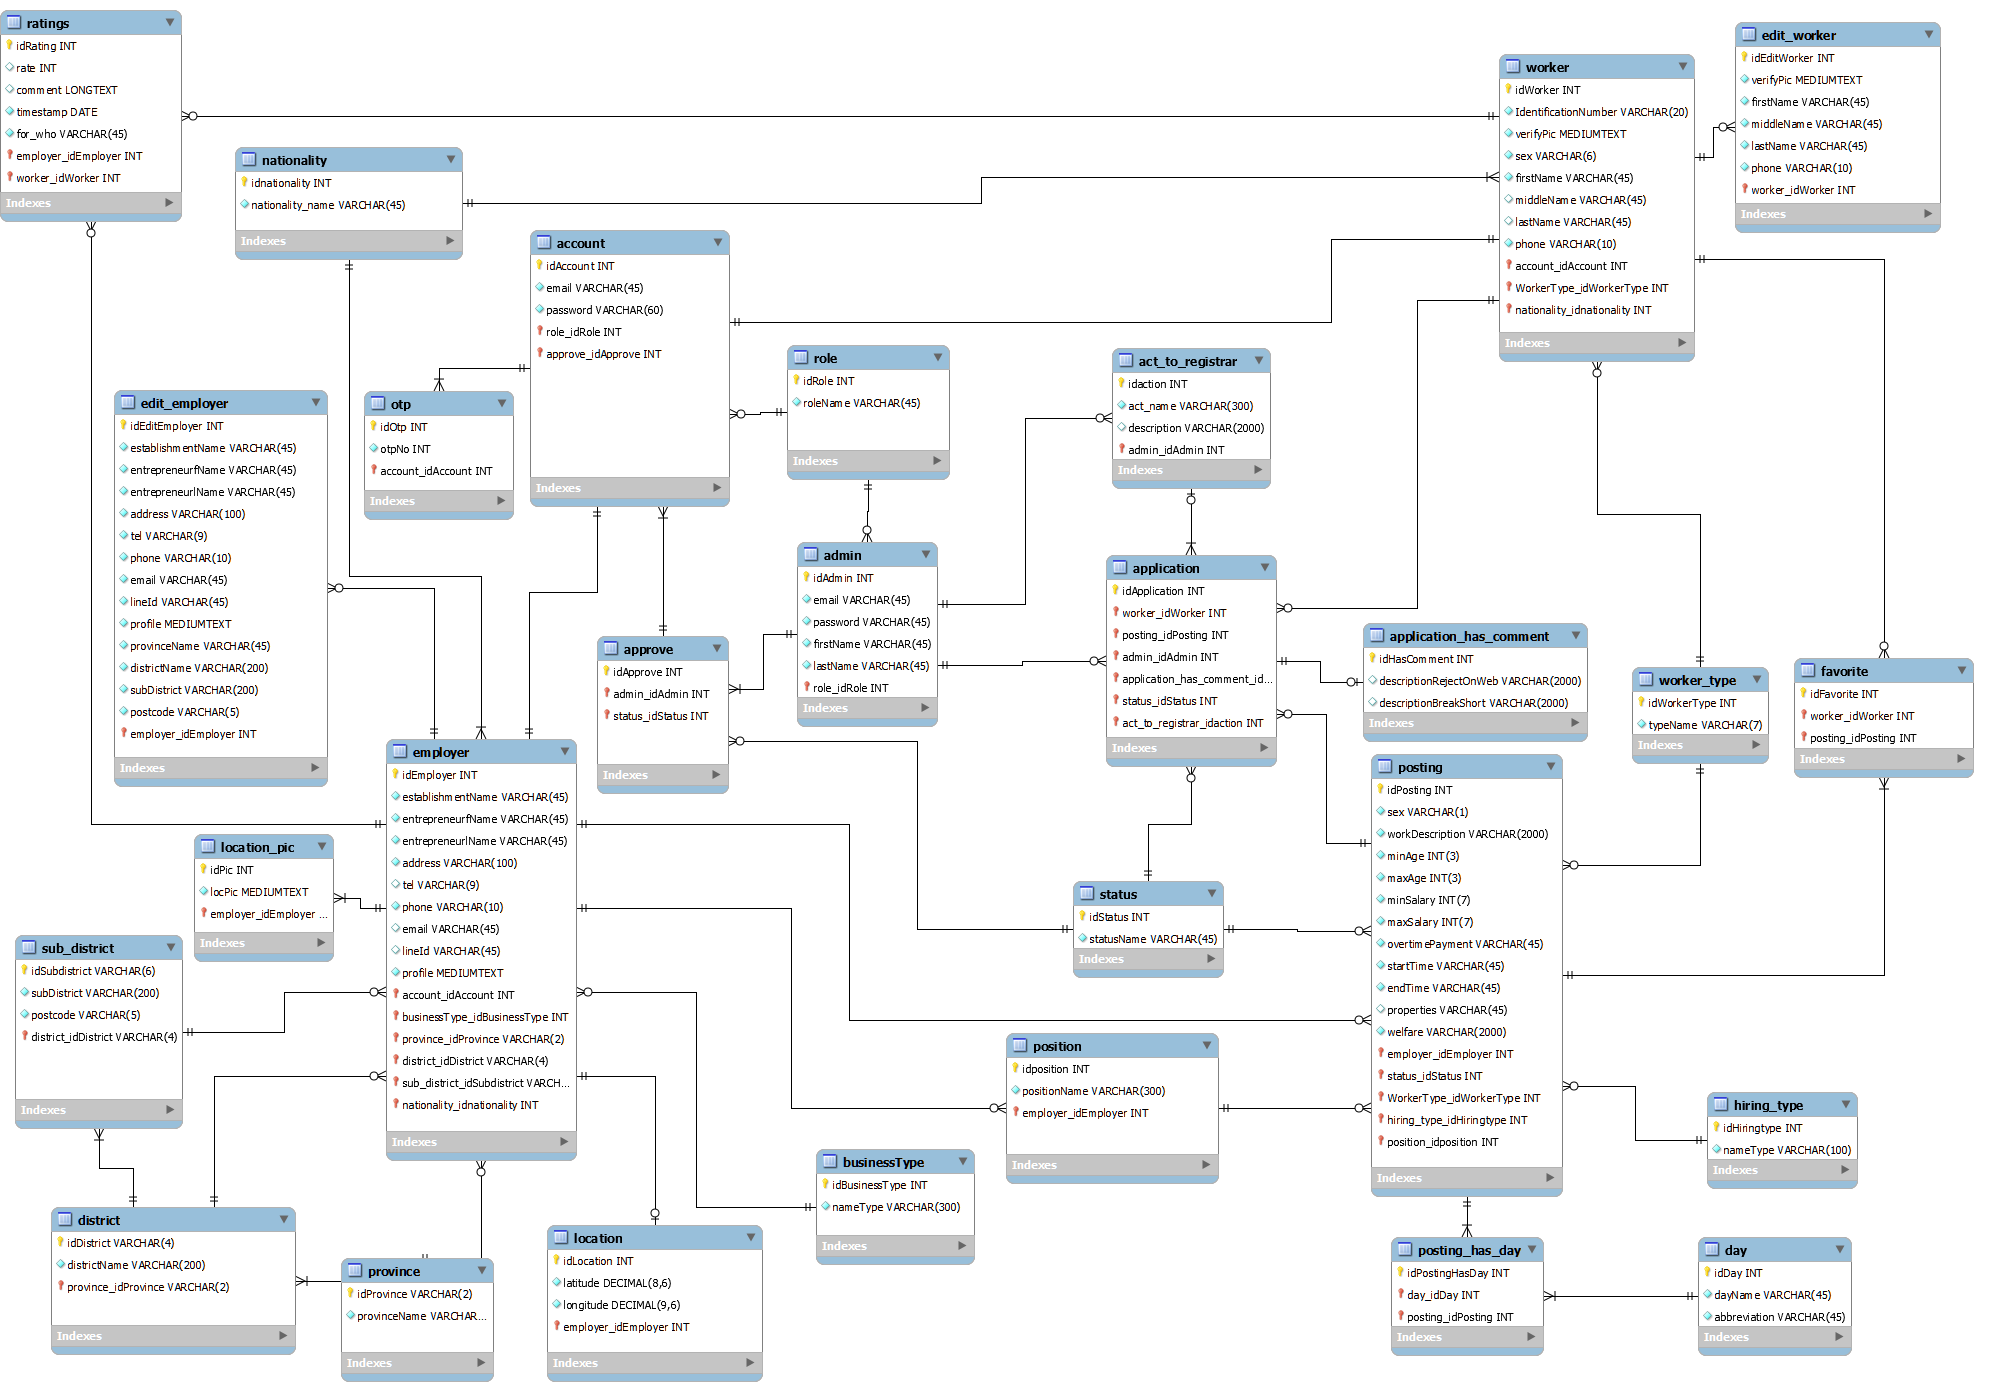 ratings
idRating INT
rate INT
comment LONGTEXT
timestamp DATE
for_who VARCHAR(45)
employer_idEmployer INT
worker_idWorker INT
Indexes
nationality
idnationality INT
nationality_name VARCHAR(45)
Indexes
account
idAccount INT
email VARCHAR(45)
password VARCHAR(60)
role_idRole INT
approve_idApprove INT
Indexes
worker
idWorker INT
IdentificationNumber VARCHAR(20)
verifyPic MEDIUMTEXT
sex VARCHAR(6)
firstName VARCHAR(45)
middleName VARCHAR(45)
lastName VARCHAR(45)
phone VARCHAR(10)
account_idAccount INT
WorkerType_idWorkerType INT
nationality_idnationality INT
Indexes
edit_worker
idEditWorker INT
verifyPic MEDIUMTEXT
firstName VARCHAR(45)
middleName VARCHAR(45)
lastName VARCHAR(45)
phone VARCHAR(10)
worker_idWorker INT
Indexes
edit_employer
idEditEmployer INT
establishmentName VARCHAR(45)
entrepreneurfName VARCHAR(45)
entrepreneurlName VARCHAR(45)
address VARCHAR(100)
tel VARCHAR(9)
phone VARCHAR(10)
email VARCHAR(45)
lineId VARCHAR(45)
profile MEDIUMTEXT
provinceName VARCHAR(45)
districtName VARCHAR(200)
subDistrict VARCHAR(200)
postcode VARCHAR(5)
employer_idEmployer INT
Indexes
otp
idOtp INT
otpNo INT
account_idAccount INT
Indexes
role
idRole INT
roleName VARCHAR(45)
Indexes
act_to_registrar
idaction INT
act_name VARCHAR(300)
description VARCHAR(2000)
admin_idAdmin INT
Indexes
admin
idAdmin INT
email VARCHAR(45)
password VARCHAR(45)
firstName VARCHAR(45)
lastName VARCHAR(45)
role_idRole INT
Indexes
approve
idApprove INT
admin_idAdmin INT
status_idStatus INT
Indexes
application
idApplication INT
worker_idWorker INT
posting_idPosting INT
admin_idAdmin INT
application_has_comment_id...
status_idStatus INT
act_to_registrar_idaction INT
Indexes
application_has_comment
idHasComment INT
descriptionRejectOnWeb VARCHAR(2000)
descriptionBreakShort VARCHAR(2000)
Indexes
worker_type
idWorkerType INT
typeName VARCHAR(7)
Indexes
favorite
idFavorite INT
worker_idWorker INT
posting_idPosting INT
Indexes
employer
idEmployer INT
establishmentName VARCHAR(45)
entrepreneurfName VARCHAR(45)
entrepreneurlName VARCHAR(45)
address VARCHAR(100)
tel VARCHAR(9)
phone VARCHAR(10)
email VARCHAR(45)
lineId VARCHAR(45)
profile MEDIUMTEXT
account_idAccount INT
businessType_idBusinessType INT
province_idProvince VARCHAR(2)
district_idDistrict VARCHAR(4)
sub_district_idSubdistrict VARCH...
nationality_idnationality INT
Indexes
location_pic
idPic INT
locPic MEDIUMTEXT
employer_idEmployer ...
Indexes
sub_district
idSubdistrict VARCHAR(6)
subDistrict VARCHAR(200)
postcode VARCHAR(5)
district_idDistrict VARCHAR(4)
Indexes
status
idStatus INT
statusName VARCHAR(45)
Indexes
posting
idPosting INT
sex VARCHAR(1)
workDescription VARCHAR(2000)
minAge INT(3)
maxAge INT(3)
minSalary INT(7)
maxSalary INT(7)
overtimePayment VARCHAR(45)
startTime VARCHAR(45)
endTime VARCHAR(45)
properties VARCHAR(45)
welfare VARCHAR(2000)
employer_idEmployer INT
status_idStatus INT
WorkerType_idWorkerType INT
hiring_type_idHiringtype INT
position_idposition INT
Indexes
position
idposition INT
positionName VARCHAR(300)
employer_idEmployer INT
Indexes
hiring_type
idHiringtype INT
nameType VARCHAR(100)
Indexes
businessType
idBusinessType INT
nameType VARCHAR(300)
Indexes
district
idDistrict VARCHAR(4)
districtName VARCHAR(200)
province_idProvince VARCHAR(2)
Indexes
province
idProvince VARCHAR(2)
provinceName VARCHAR...
Indexes
location
idLocation INT
latitude DECIMAL(8,6)
longitude DECIMAL(9,6)
employer_idEmployer INT
Indexes
posting_has_day
idPostingHasDay INT
day_idDay INT
posting_idPosting INT
Indexes
day
idDay INT
dayName VARCHAR(45)
abbreviation VARCHAR(45)
Indexes